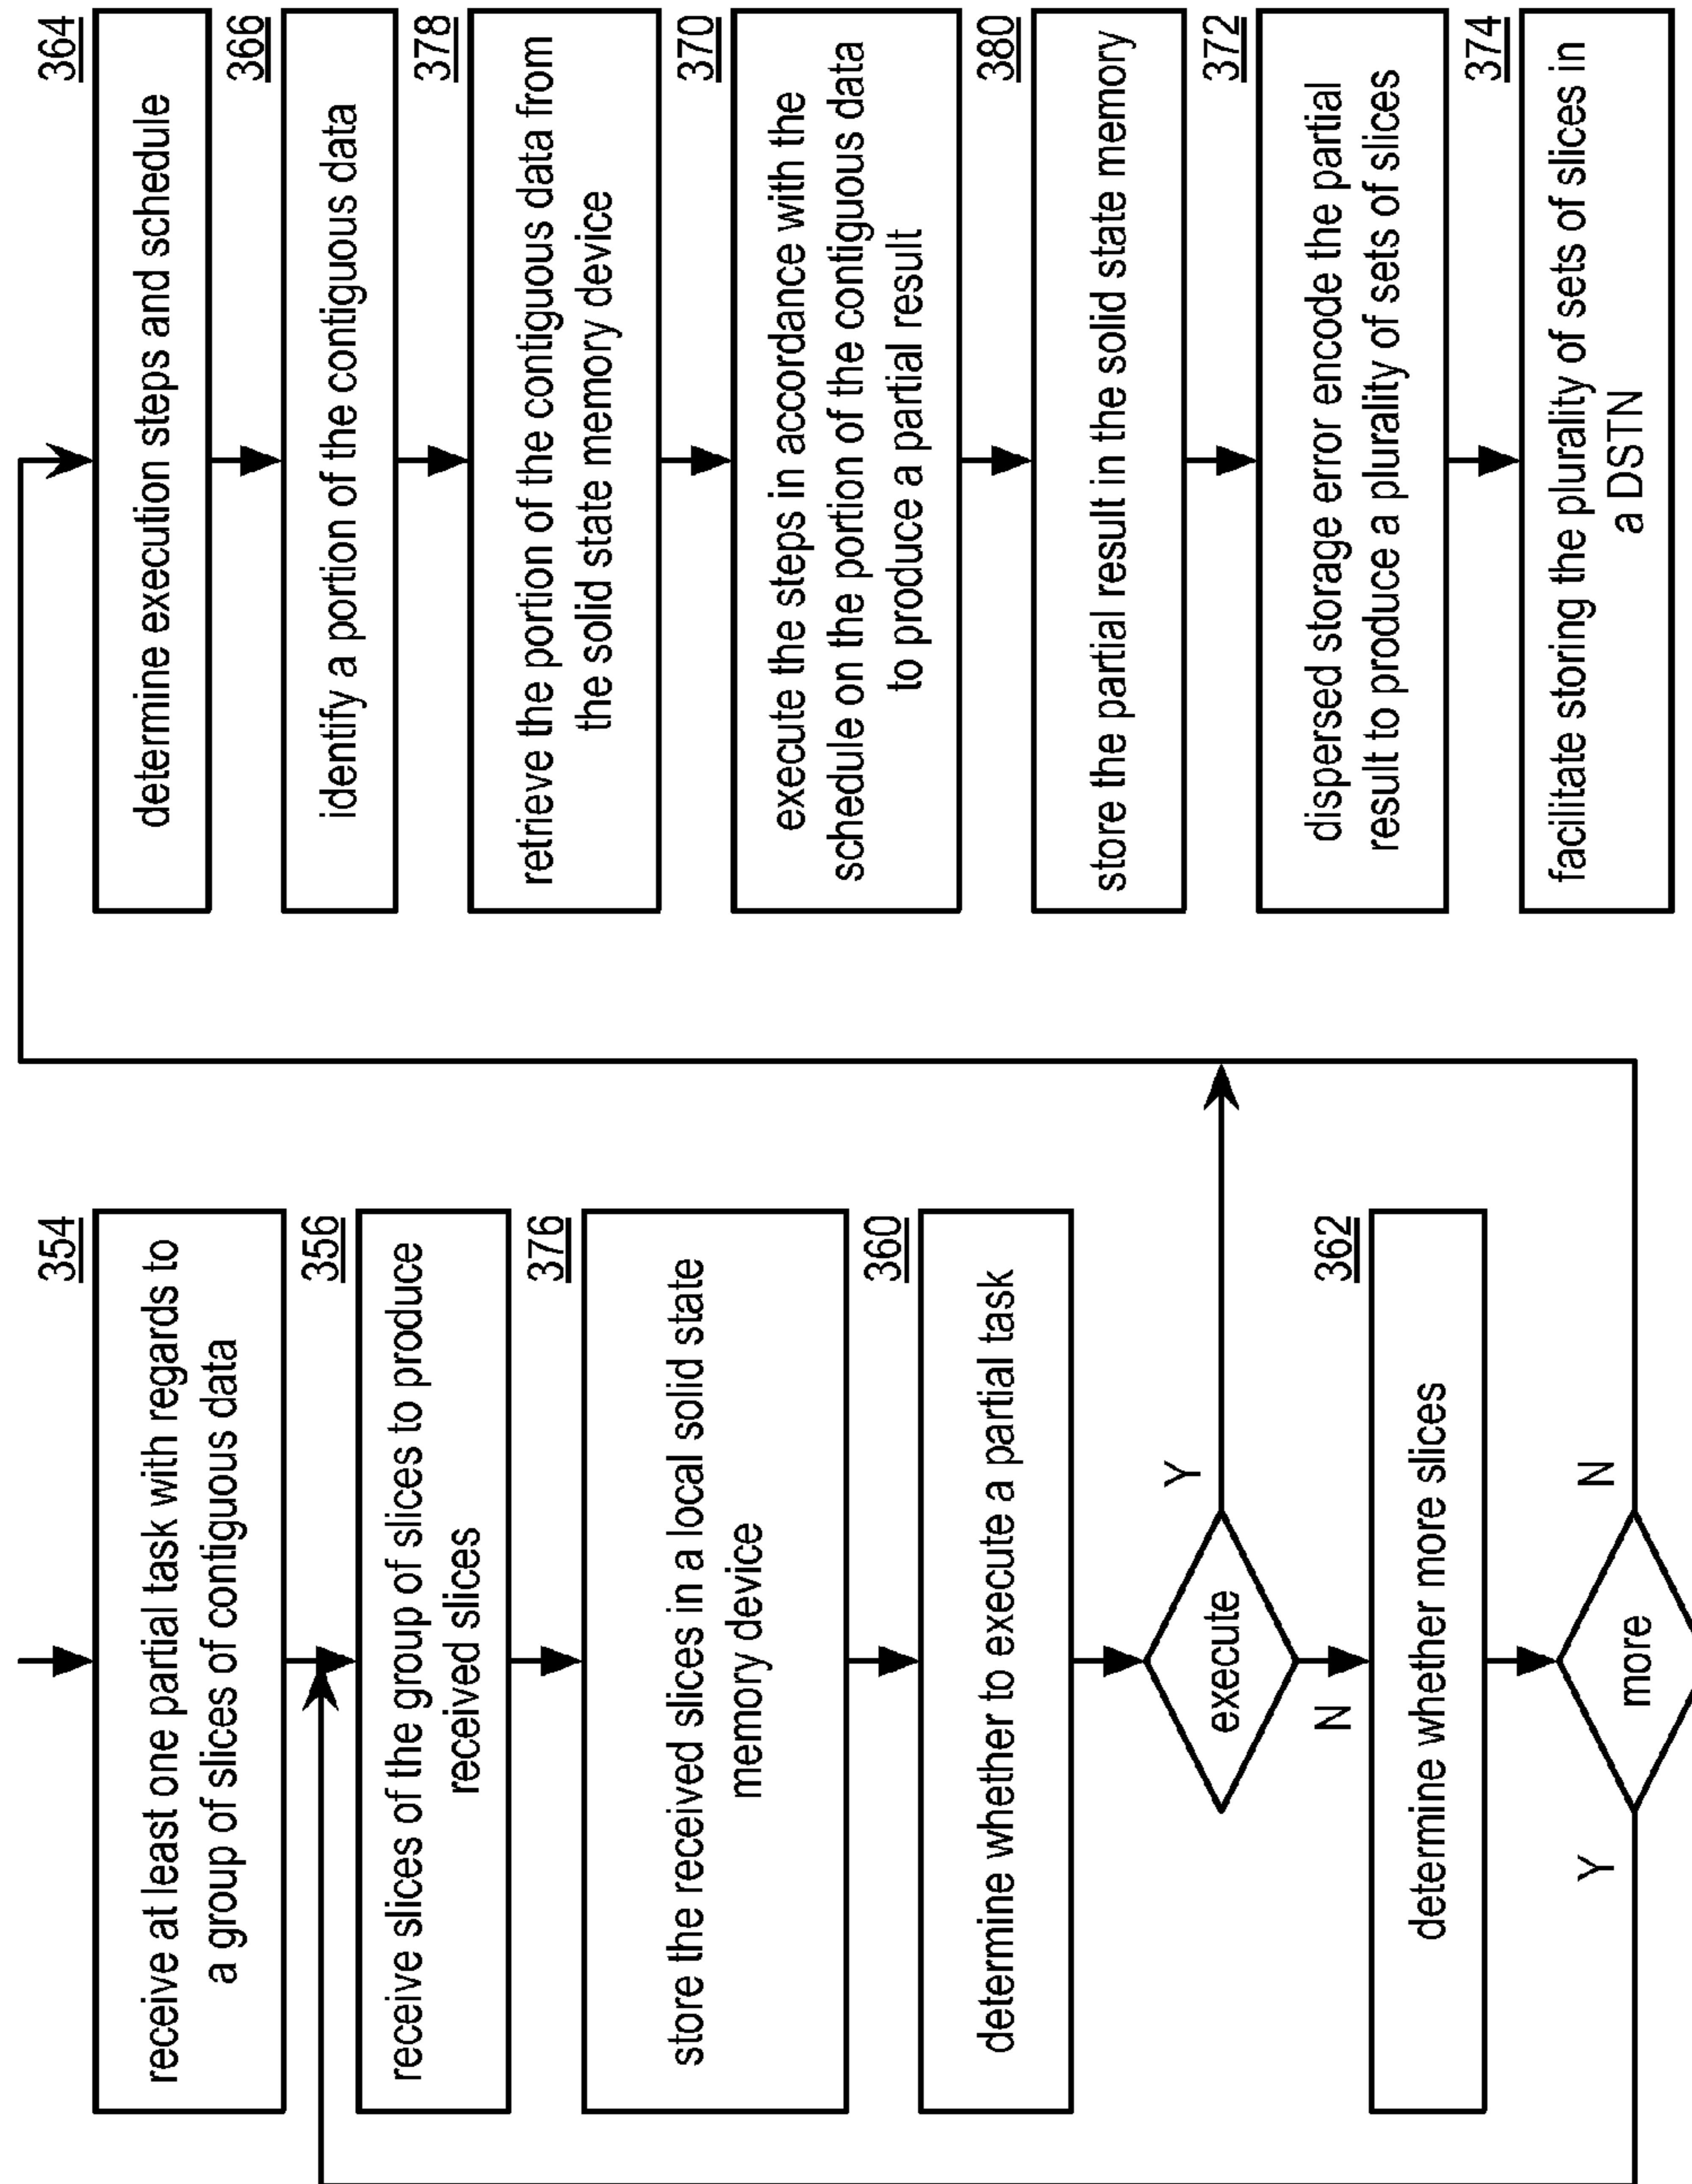 354
receive at least one partial task with regards to
a group of slices of contiguous data
356
receive slices of the group of slices to produce
received slices
376
store the received slices in a local solid state
memory device
360
determine whether to execute a partial task
execute
Y
N
362
determine whether more slices
more
Y
N
364
determine execution steps and schedule
366
identify a portion of the contiguous data
378
retrieve the portion of the contiguous data from
the solid state memory device
370
execute the steps in accordance with the
schedule on the portion of the contiguous data
to produce a partial result
380
store the partial result in the solid state memory
372
dispersed storage error encode the partial
result to produce a plurality of sets of slices
374
facilitate storing the plurality of sets of slices in
a DSTN